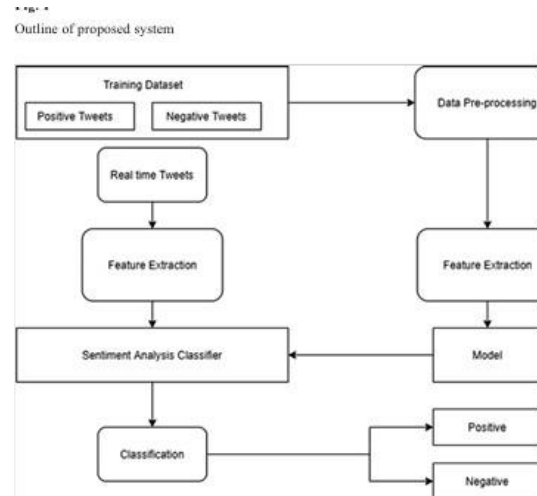 Outline of proposed system
Training Dataset
Positive Tweets
Negative Tweets
Data Pre-processing
Real time Tweets
Feature Extraction
Feature Extraction
Sentiment Analysis Classifier
Model
Classification
Positive
Negative